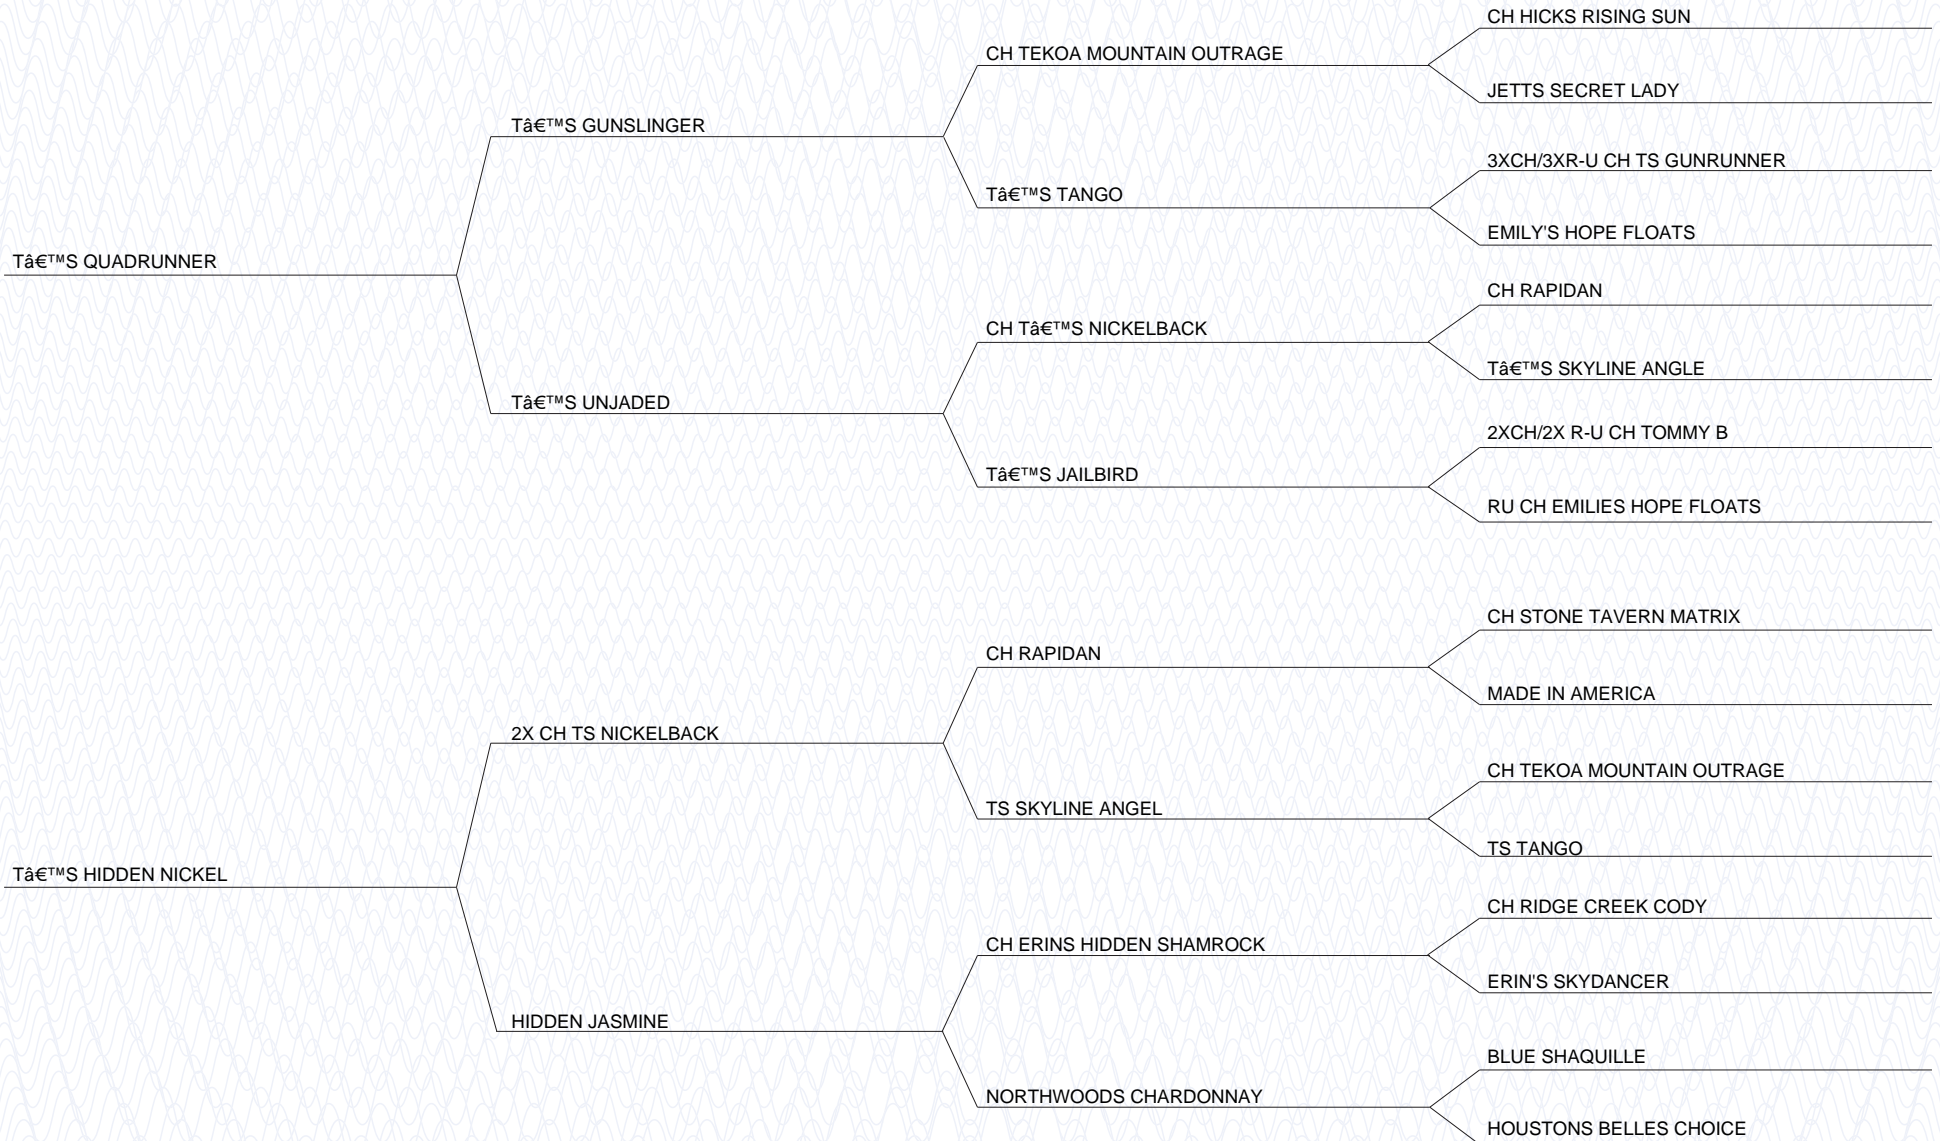 CH HICKS RISING SUN
CH TEKOA MOUNTAIN OUTRAGE
JETTS SECRET LADY
Tâ€™S GUNSLINGER
3XCH/3XR-U CH TS GUNRUNNER
Tâ€™S TANGO
EMILY'S HOPE FLOATS
Tâ€™S QUADRUNNER
CH RAPIDAN
CH Tâ€™S NICKELBACK
Tâ€™S SKYLINE ANGLE
Tâ€™S UNJADED
2XCH/2X R-U CH TOMMY B
Tâ€™S JAILBIRD
RU CH EMILIES HOPE FLOATS
CH STONE TAVERN MATRIX
CH RAPIDAN
MADE IN AMERICA
2X CH TS NICKELBACK
CH TEKOA MOUNTAIN OUTRAGE
TS SKYLINE ANGEL
TS TANGO
Tâ€™S HIDDEN NICKEL
CH RIDGE CREEK CODY
CH ERINS HIDDEN SHAMROCK
ERIN'S SKYDANCER
HIDDEN JASMINE
BLUE SHAQUILLE
NORTHWOODS CHARDONNAY
HOUSTONS BELLES CHOICE